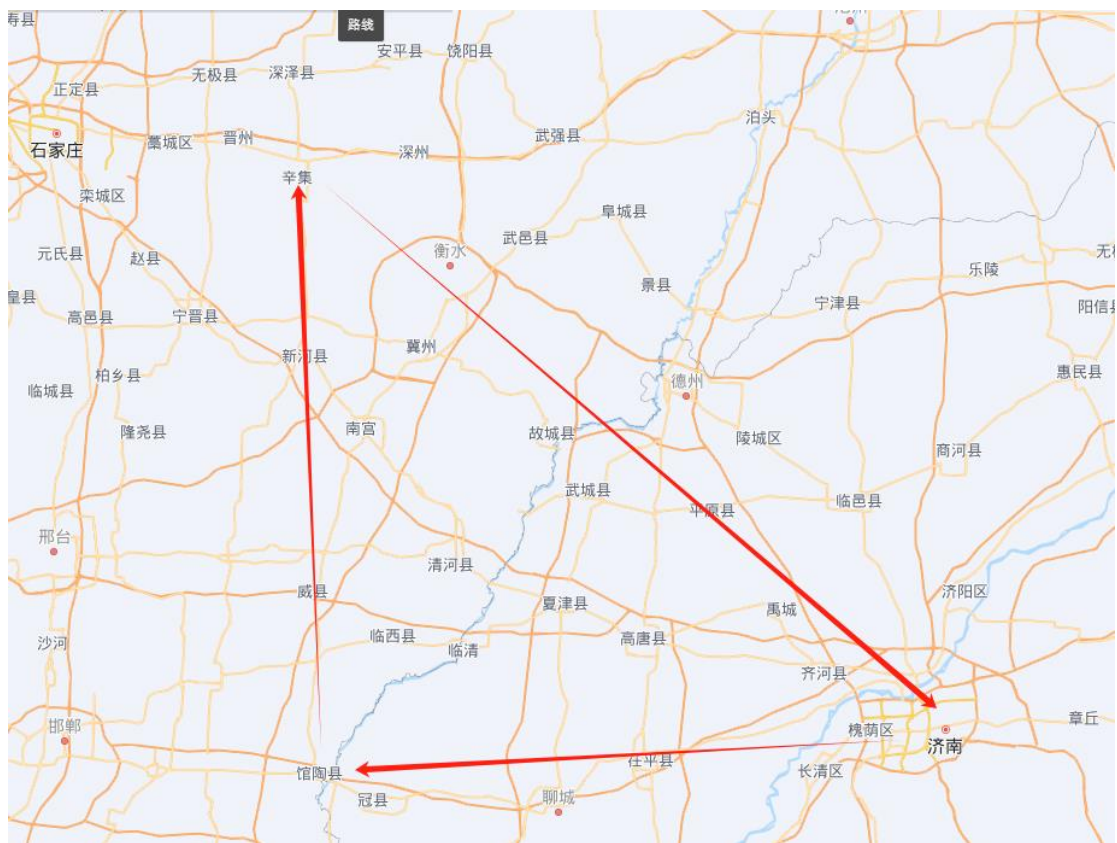 寿县
路线
安平县
饶阳县
无极县
深泽县
正定县
泊头
武强县
石家庄
藁城区
晋州
深州
辛集
栾城区
阜城县
武邑县
元氏县
赵县
衡水
乐陵
景县
皇县
宁津县
阳信县
高邑县
宁晋县
冀州
新河县
柏乡县
惠民县
临城县
德州
隆尧县
南宫
故城县
陵城区
商河县
武城县
临邑县
平原县
邢台
清河县
威县
济阳区
夏津县
禹城
临西县
高唐县
沙河
临清
齐河县
邯郸
章丘
槐荫区
济南
茌平县
馆陶县
长清区
冠县
聊城